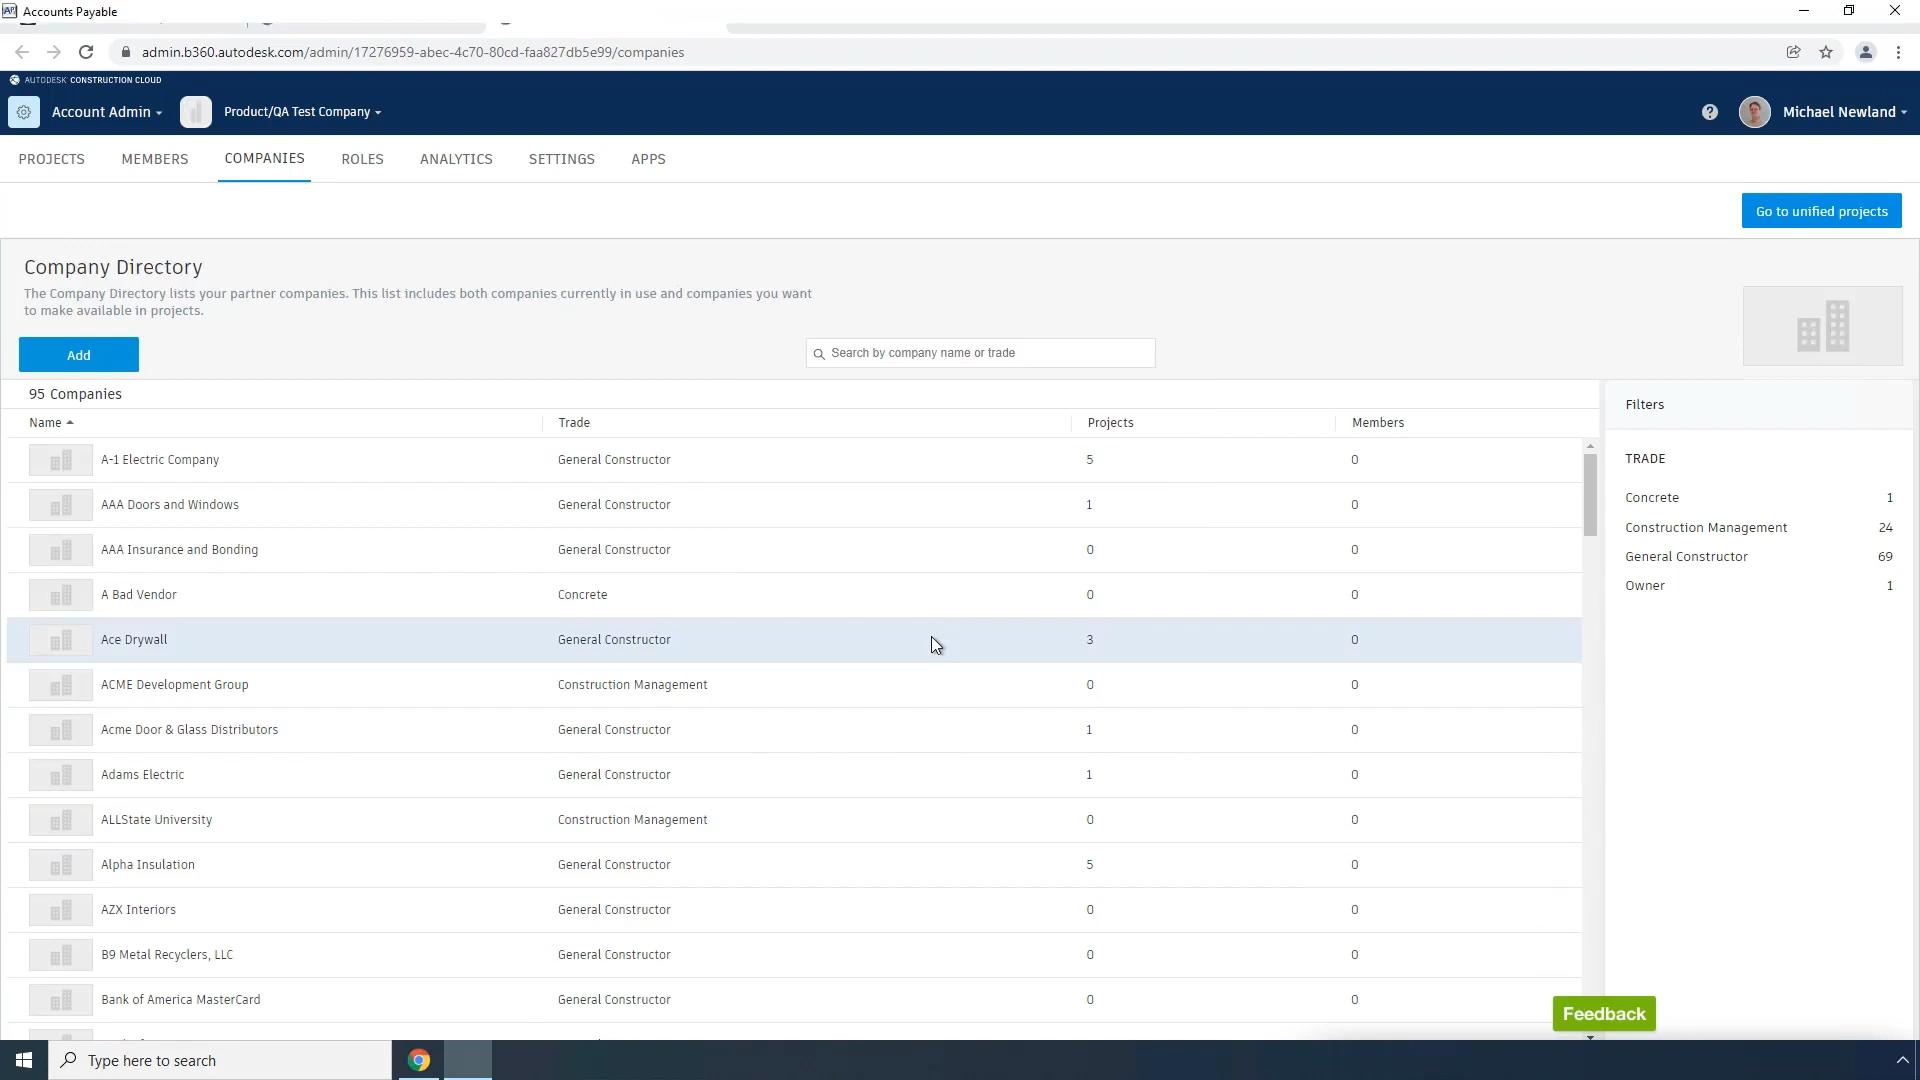 Accounts Payable
admin.b360.autodesk.com/admin/17276959-abec-4c70-80cd-faa827db5e99/companies
AUTODESK CONSTRUCTION CLOUD
Account Admin
Product/QA Test Company
Michael Newland
PROJECTS MEMBERS COMPANIES ROLES ANALYTICS SETTINGS APPS
Go to unified projects
Company Directory
The Company Directory lists your partner companies. This list includes both companies currently in use and companies you want
to make available in projects.
Add
Search by company name or trade
95 Companies
Name Trade Projects Members
A-1 Electric Company General Constructor 5 0
AAA Doors and Windows General Constructor 1 0
AAA Insurance and Bonding General Constructor 0 0
A Bad Vendor Concrete 0 0
Ace Drywall General Constructor 3 0
ACME Development Group Construction Management 0 0
Acme Door & Glass Distributors General Constructor 1 0
Adams Electric General Constructor 1 0
ALLState University Construction Management 0 0
Alpha Insulation General Constructor 5 0
AZX Interiors General Constructor 0 0
B9 Metal Recyclers, LLC General Constructor 0 0
Bank of America MasterCard General Constructor 0 0
Filters
TRADE
Concrete 1
Construction Management 24
General Constructor 69
Owner 1
Feedback
Type here to search